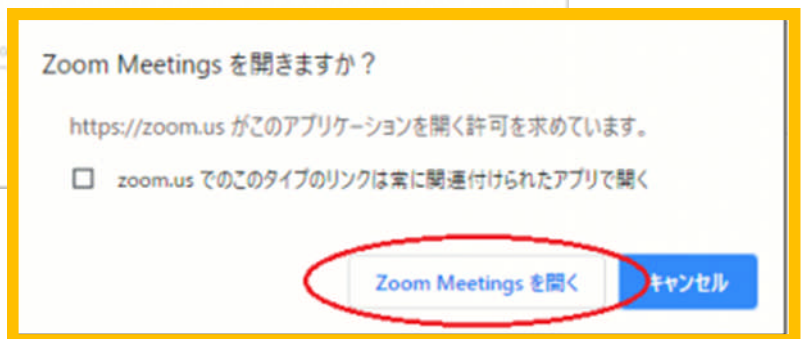 Zoom Meetings を開きますか？
https://zoom.us がこのアプリケーションを開く許可を求めています。
zoom.us でのこのタイプのリンクは常に関連付けられたアプリで開く
Zoom Meetings を開く
キャンセル